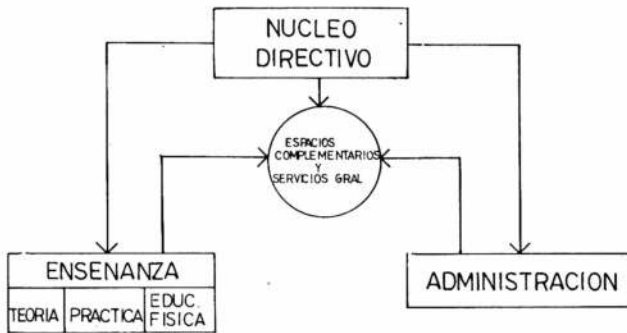 NUCLEO
DIRECTIVO
ESPACIOS
COMPLEMENTARIOS
Y
SERVICIOS GRAL
ENSENANZA
TEORIA
PRACTICA
EDUC.
FISICA
ADMINISTRACION